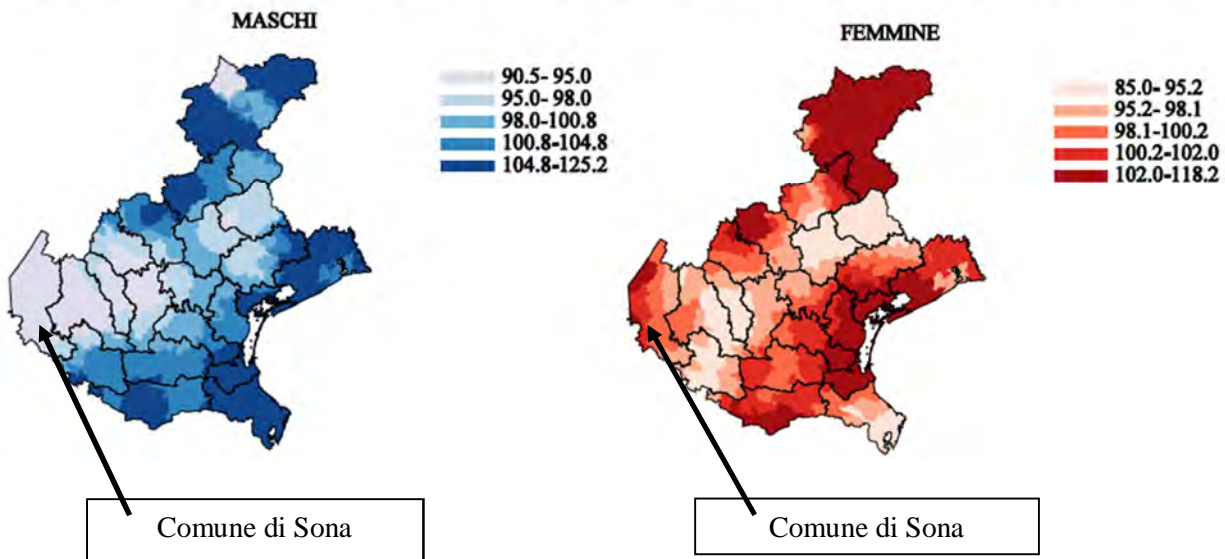 MASCHI
90.5- 95.0
95.0- 98.0
98.0-100.8
100.8-104.8
104.8-125.2
Comune di Sona
FEMMINE
85.0- 95.2
95.2- 98.1
98.1-100.2
100.2-102.0
102.0-118.2
Comune di Sona